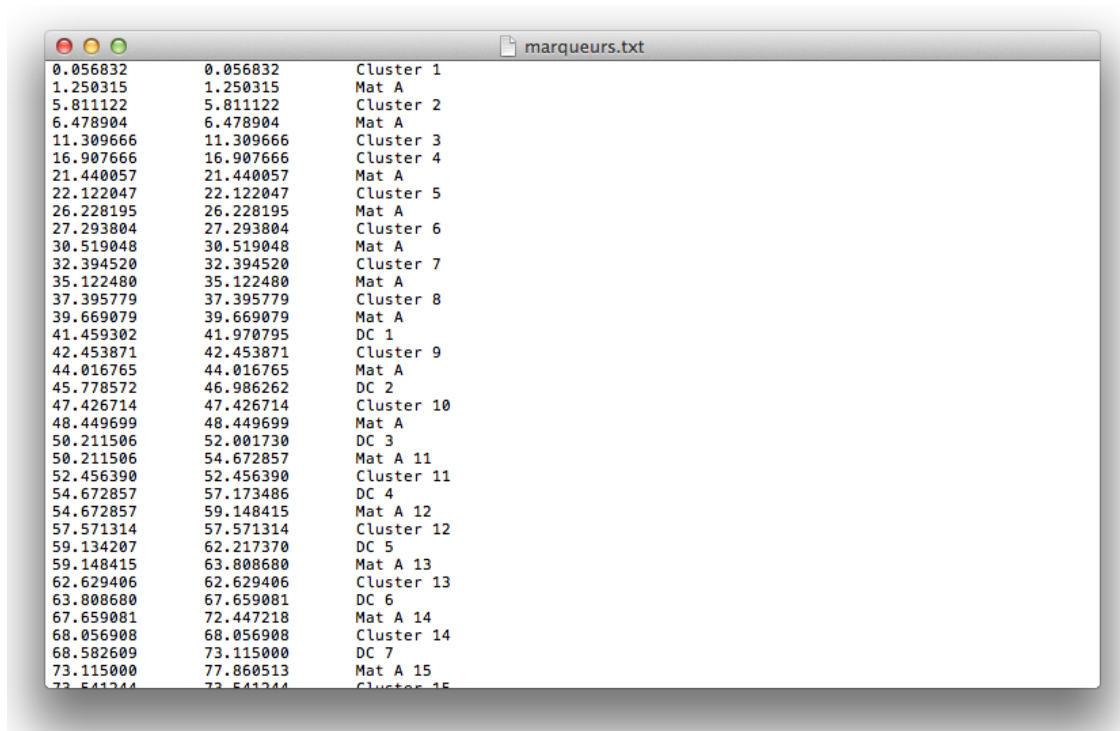 marqueurs.txt
0.056832 0.056832 Cluster 1
1.250315 1.250315 Mat A
5.811122 5.811122 Cluster 2
6.478904 6.478904 Mat A
11.309666 11.309666 Cluster 3
16.907666 16.907666 Cluster 4
21.440057 21.440057 Mat A
22.122047 22.122047 Cluster 5
26.228195 26.228195 Mat A
27.293804 27.293804 Cluster 6
30.519048 30.519048 Mat A
32.394520 32.394520 Cluster 7
35.122480 35.122480 Mat A
37.395779 37.395779 Cluster 8
39.669079 39.669079 Mat A
41.459302 41.970795 DC 1
42.453871 42.453871 Cluster 9
44.016765 44.016765 Mat A
45.778572 46.986262 DC 2
47.426714 47.426714 Cluster 10
48.449699 48.449699 Mat A
50.211506 52.001730 DC 3
50.211506 54.672857 Mat A 11
52.456390 52.456390 Cluster 11
54.672857 57.173486 DC 4
54.672857 59.148415 Mat A 12
57.571314 57.571314 Cluster 12
59.134207 62.217370 DC 5
59.148415 63.808680 Mat A 13
62.629406 62.629406 Cluster 13
63.808680 67.659081 DC 6
67.659081 72.447218 Mat A 14
68.056908 68.056908 Cluster 14
68.582609 73.115000 DC 7
73.115000 77.860513 Mat A 15
73.541244 73.541244 Cluster 15